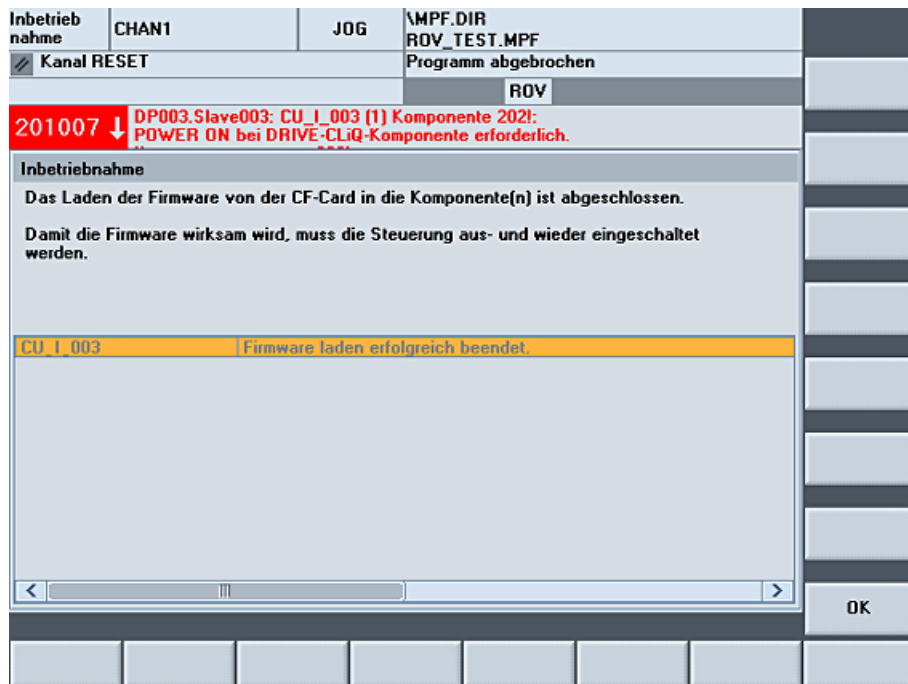 Inbetrieb
nahme
CHAN1
JOG
\MPF.DIR
ROV_TEST.MPF
Kanal RESET
Programm abgebrochen
ROV
201007
DP003.Slave003: CU_I_003 (1) Komponente 202!:
POWER ON bei DRIVE-CLiQ-Komponente erforderlich.
Inbetriebnahme
Das Laden der Firmware von der CF-Card in die Komponente(n) ist abgeschlossen.
Damit die Firmware wirksam wird, muss die Steuerung aus- und wieder eingeschaltet
werden.
CU_I_003
Firmware laden erfolgreich beendet.
OK